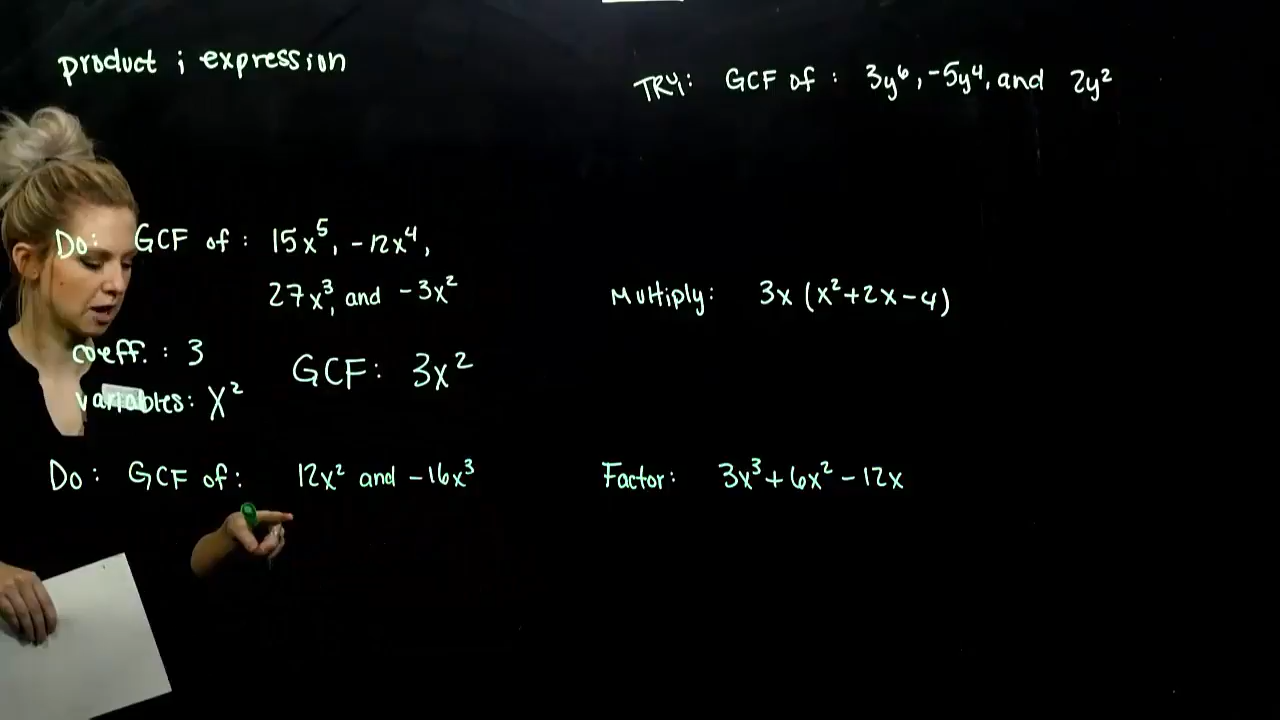 product ; expression
Do: GCF of : 15x⁵, -12x⁴,
27x³, and -3x²
coeff. : 3
variables: x²
GCF: 3x²
Do: GCF of: 12x² and -16x³
TRY: GCF of : 3y⁶, -5y⁴, and 2y²
Multiply: 3x (x²+2x-4)
Factor: 3x³+6x²-12x